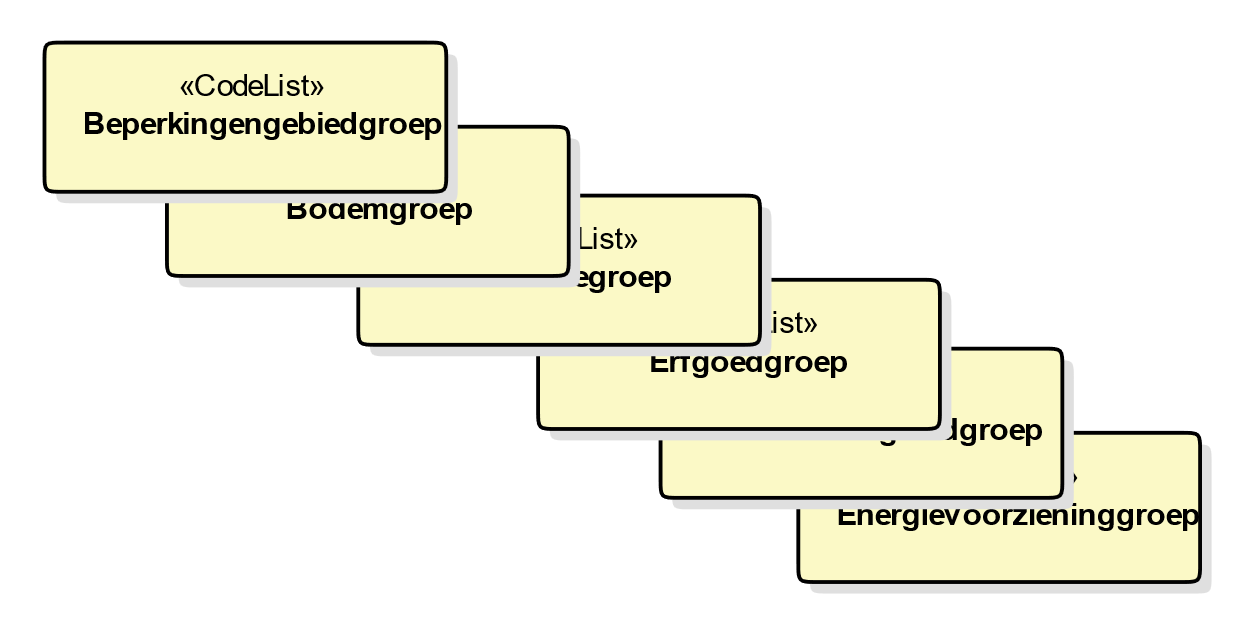 «CodeList»
Beperkingengebiedgroep
Bodemgroep
List»
egroep
ist»
Erfgoedgroep
dgroep
Energievoorzieninggroep